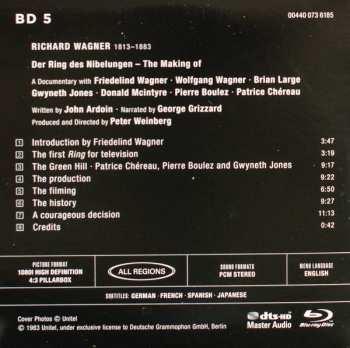 BD 5
00440 073 6185
RICHARD WAGNER 1813–1883
Der Ring des Nibelungen – The Making of
A Documentary with Friedelind Wagner · Wolfgang Wagner · Brian Large
Gwyneth Jones · Donald McIntyre · Pierre Boulez · Patrice Chéreau
Written by John Ardoin · Narrated by George Grizzard
Produced and Directed by Peter Weinberg
1 Introduction by Friedelind Wagner 3:47
2 The first Ring for television 3:19
3 The Green Hill · Patrice Chéreau, Pierre Boulez and Gwyneth Jones 9:17
4 The production 9:22
5 The filming 6:50
6 The history 9:27
7 A courageous decision 11:13
8 Credits 0:42
PICTURE FORMAT
1080I HIGH DEFINITION
4:3 PILLARBOX
ALL REGIONS
SOUND FORMATS
PCM STEREO
MENU LANGUAGE
ENGLISH
SUBTITLES: GERMAN · FRENCH · SPANISH · JAPANESE
Cover Photos © Unitel
© 1983 Unitel, under exclusive license to Deutsche Grammophon GmbH, Berlin
dts-HD
Master Audio
Blu-ray Disc